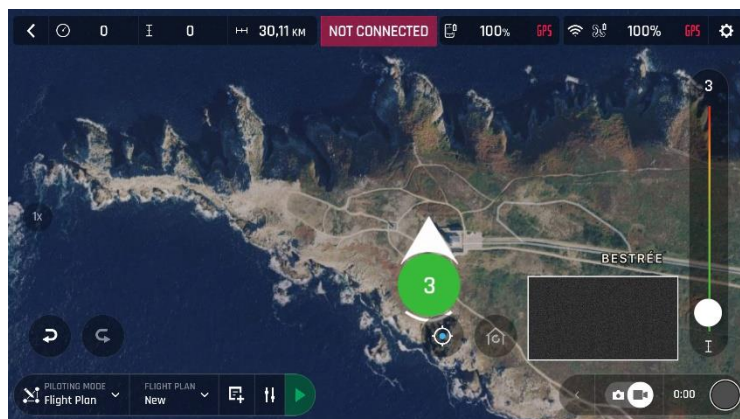 0
0
30,11 KM
NOT CONNECTED
100%
GPS
100%
GPS
3
1x
BESTRÉE
3
PILOTING MODE
Flight Plan
FLIGHT PLAN
New
0:00